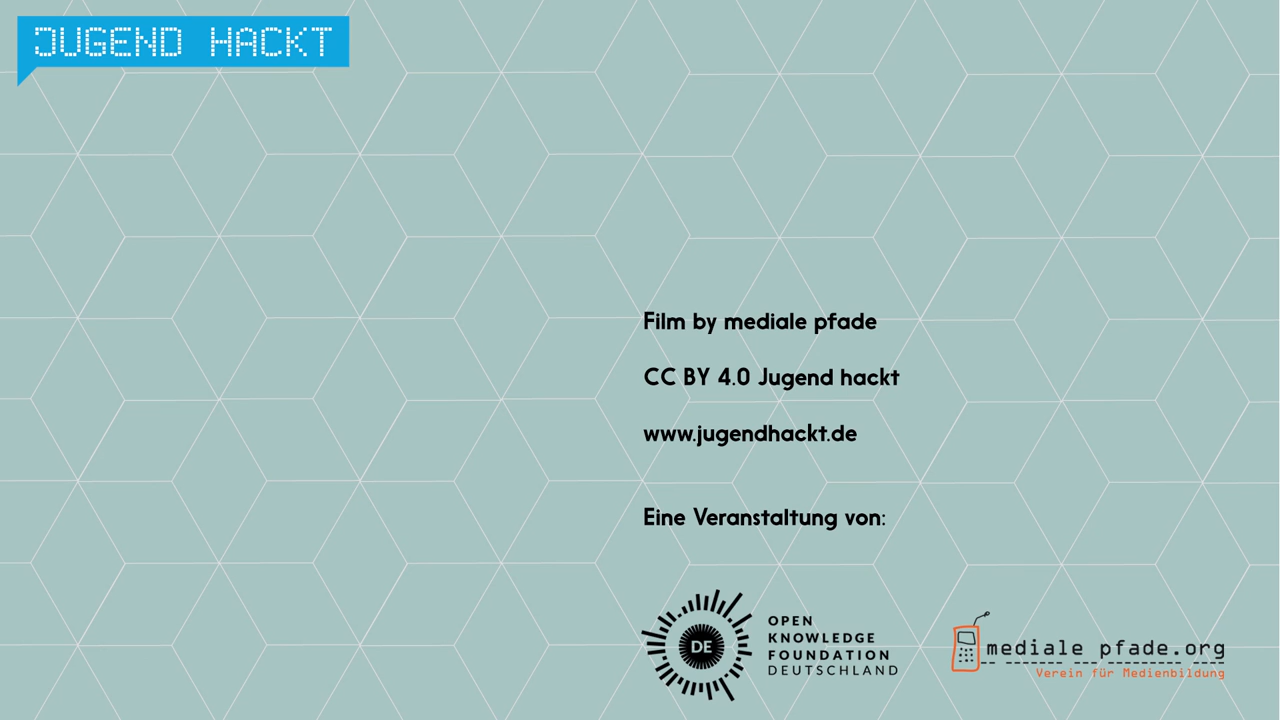 JUGEND HACKT
Film by mediale pfade
CC BY 4.0 Jugend hackt
www.jugendhackt.de
Eine Veranstaltung von:
DE
OPEN
KNOWLEDGE
FOUNDATION
DEUTSCHLAND
mediale pfade.org
Verein für Medienbildung